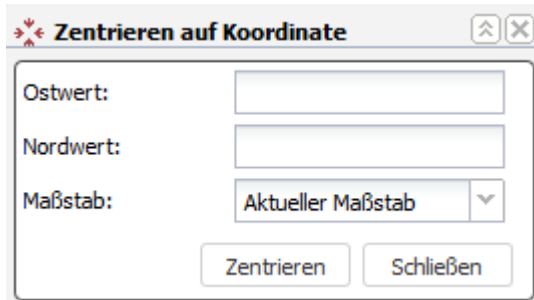 Zentrieren auf Koordinate
Ostwert:
Nordwert:
Maßstab: Aktueller Maßstab
Zentrieren Schließen